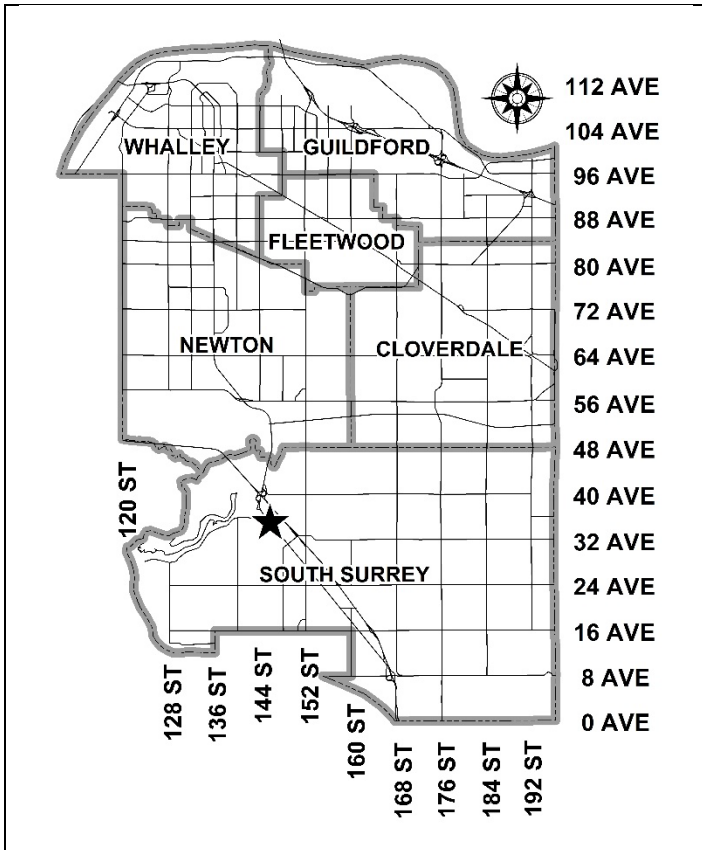 112 AVE
104 AVE
WHALLEY
GUILDFORD
96 AVE
88 AVE
FLEETWOOD
80 AVE
72 AVE
NEWTON
CLOVERDALE
64 AVE
56 AVE
48 AVE
120 ST
40 AVE
32 AVE
SOUTH SURREY
24 AVE
16 AVE
8 AVE
0 AVE
128 ST
136 ST
144 ST
152 ST
160 ST
168 ST
176 ST
184 ST
192 ST